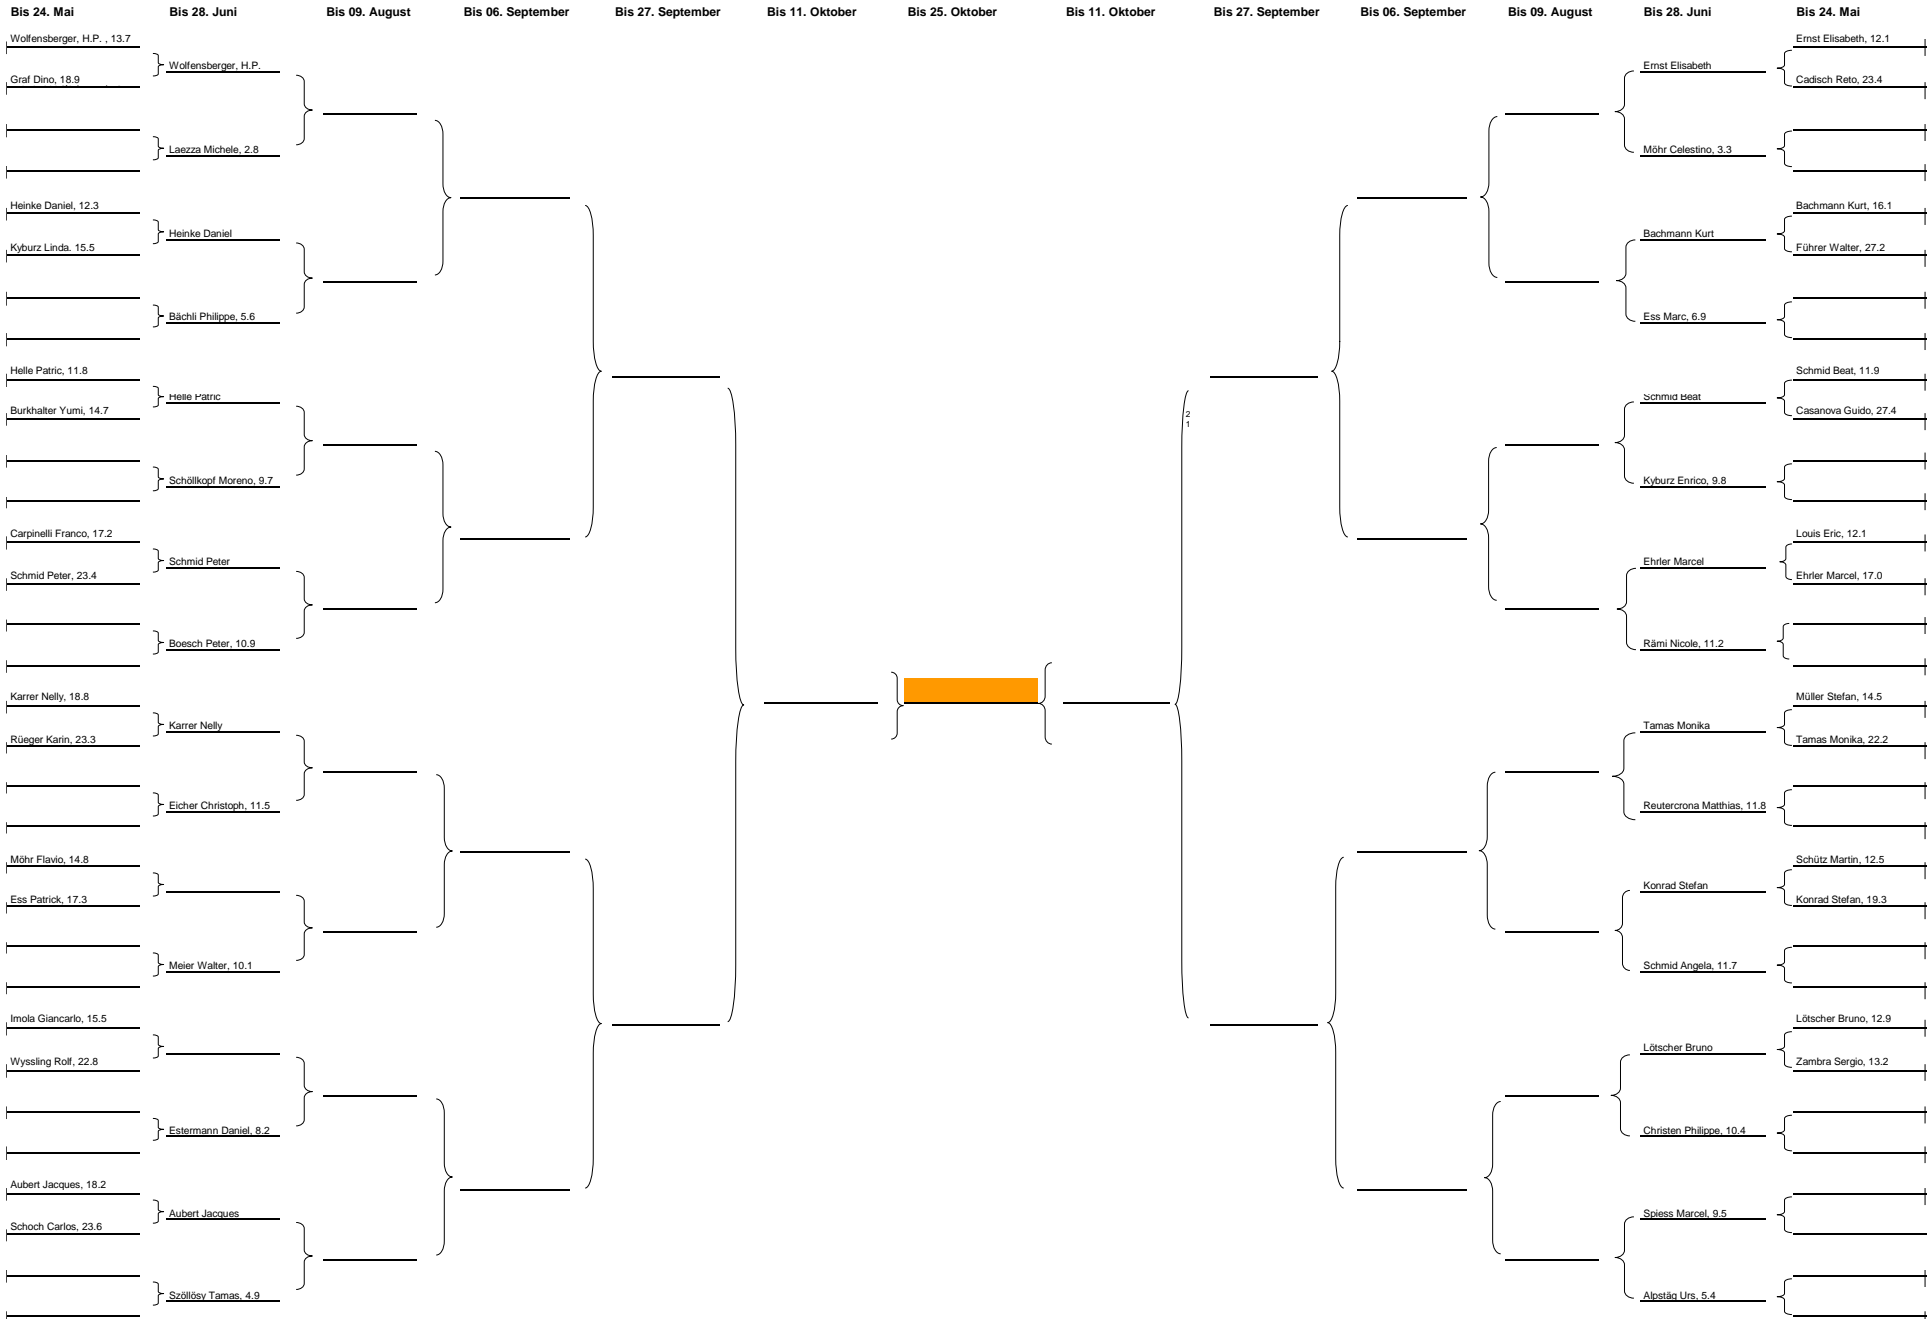 Bis 24. Mai Bis 28. Juni Bis 09. August Bis 06. September Bis 27. September Bis 11. Oktober Bis 25. Oktober Bis 11. Oktober Bis 27. September Bis 06. September Bis 09. August Bis 28. Juni Bis 24. Mai
Wolfensberger, H.P. , 13.7 Ernst Elisabeth, 12.1
Wolfensberger, H.P. Ernst Elisabeth
Graf Dino, 18.9 Cadisch Reto, 23.4
Laezza Michele, 2.8 Möhr Celestino, 3.3
Heinke Daniel, 12.3 Bachmann Kurt, 16.1
Heinke Daniel Bachmann Kurt
Kyburz Linda. 15.5 Führer Walter, 27.2
Bächli Philippe, 5.6 Ess Marc, 6.9
Helle Patric, 11.8 Schmid Beat, 11.9
Helle Patric Schmid Beat
Burkhalter Yumi, 14.7 Casanova Guido, 27.4
2
1
Schöllkopf Moreno, 9.7 Kyburz Enrico, 9.8
Carpinelli Franco, 17.2 Louis Eric, 12.1
Schmid Peter Ehrler Marcel
Schmid Peter, 23.4 Ehrler Marcel, 17.0
Boesch Peter, 10.9 Rämi Nicole, 11.2
Karrer Nelly, 18.8 Müller Stefan, 14.5
Karrer Nelly Tamas Monika
Rüeger Karin, 23.3 Tamas Monika, 22.2
Eicher Christoph, 11.5 Reutercrona Matthias, 11.8
Möhr Flavio, 14.8 Schütz Martin, 12.5
Konrad Stefan
Ess Patrick, 17.3 Konrad Stefan, 19.3
Meier Walter, 10.1 Schmid Angela, 11.7
Imola Giancarlo, 15.5 Lötscher Bruno, 12.9
Lötscher Bruno
Wyssling Rolf, 22.8 Zambra Sergio, 13.2
Estermann Daniel, 8.2 Christen Philippe, 10.4
Aubert Jacques, 18.2
Aubert Jacques Spiess Marcel, 9.5
Schoch Carlos, 23.6
Szöllösy Tamas, 4.9 Alpstäg Urs, 5.4